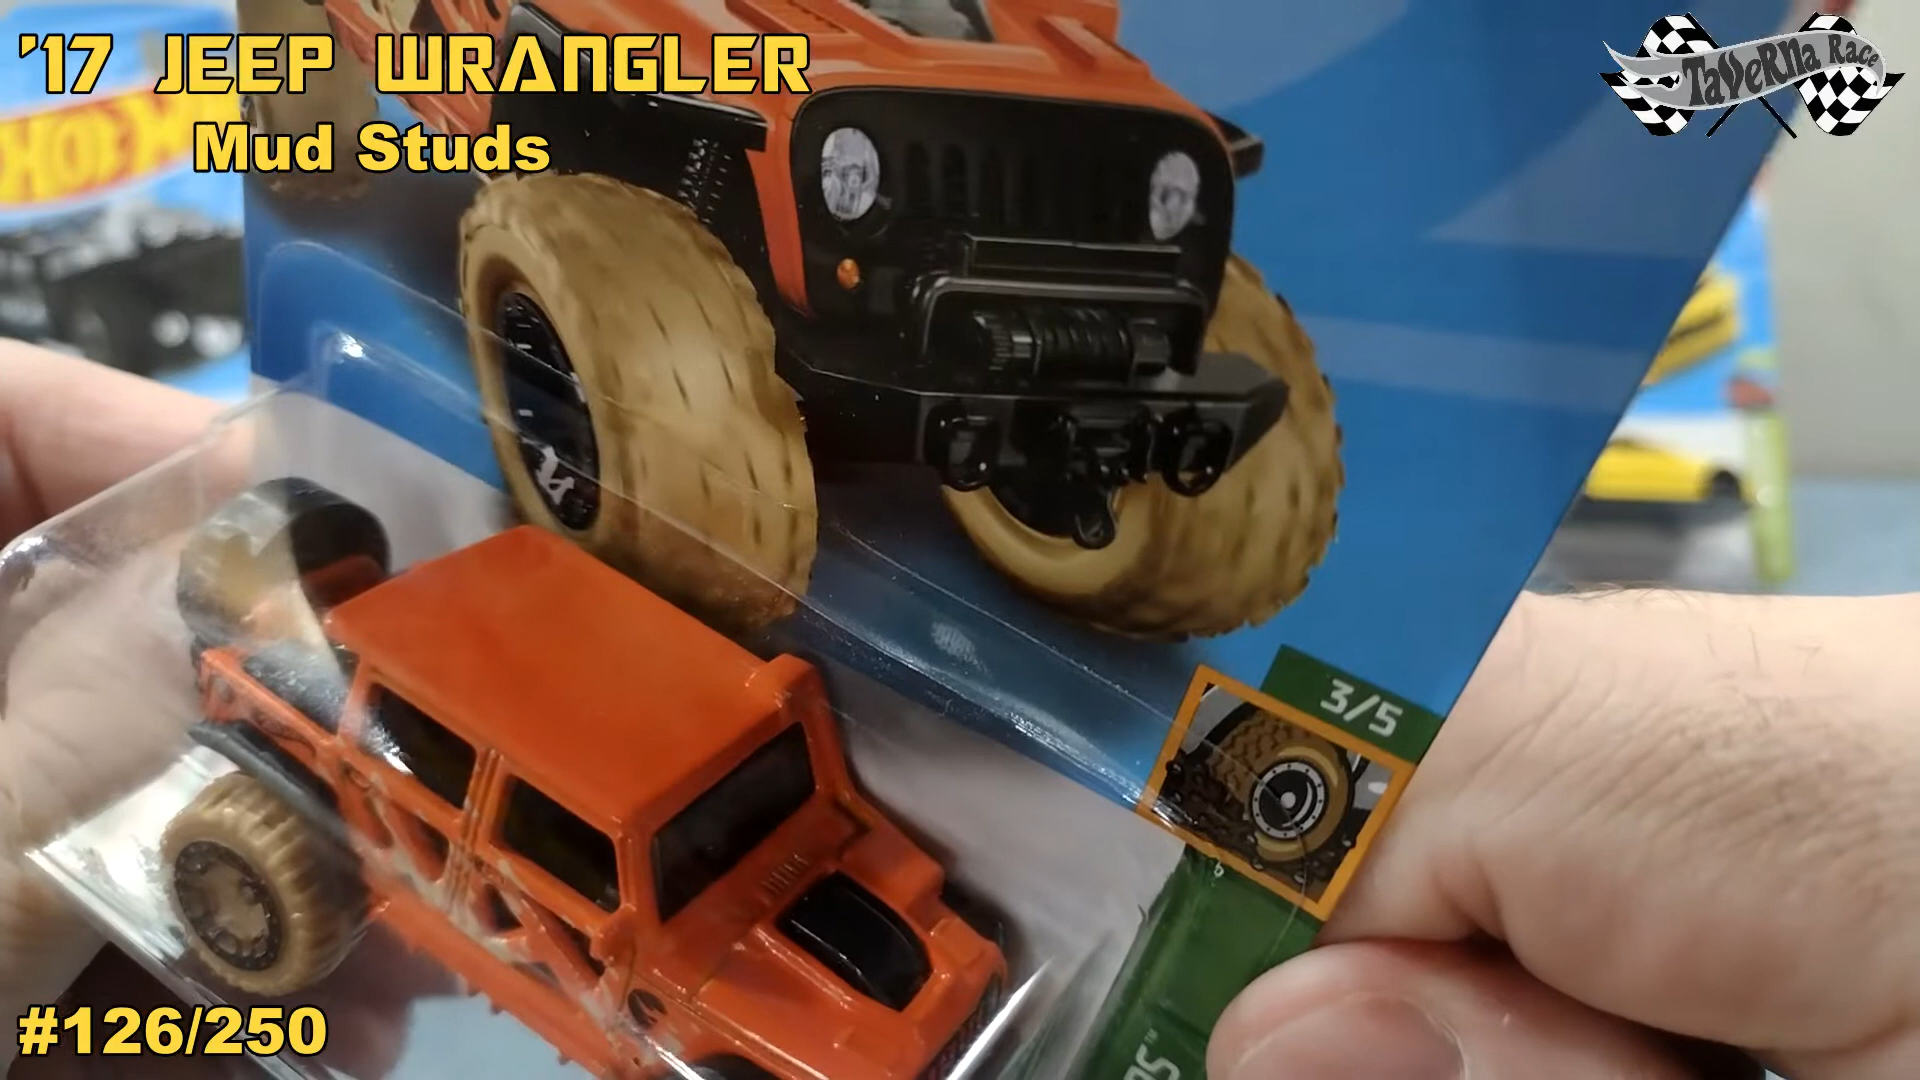 '17 JEEP WRANGLER
Mud Studs
TaVeRNa Race
3/5
#126/250